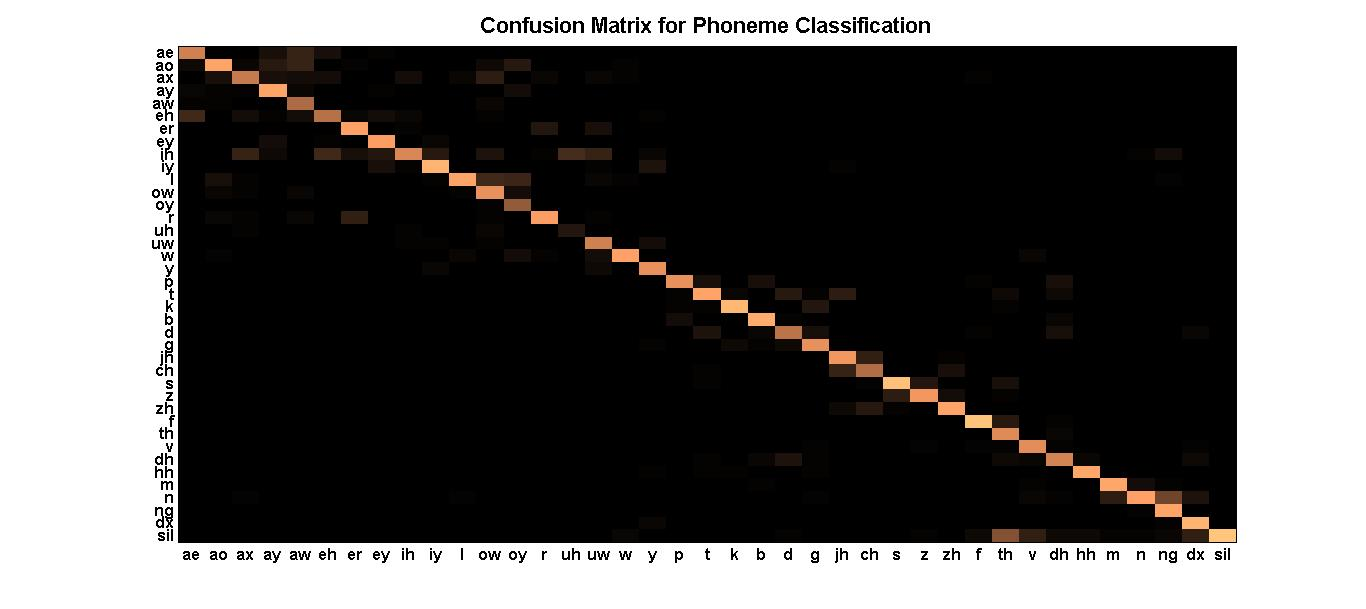 Confusion Matrix for Phoneme Classification
ae
ao
ax
ay
aw
eh
er
ey
ih
iy
l
ow
oy
r
uh
uw
w
y
p
t
k
b
d
g
jh
ch
s
z
zh
f
th
v
dh
hh
m
n
ng
dx
sil
ae ao ax ay aw eh er ey ih iy l ow oy r uh uw w y p t k b d g jh ch s z zh f th v dh hh m n ng dx sil